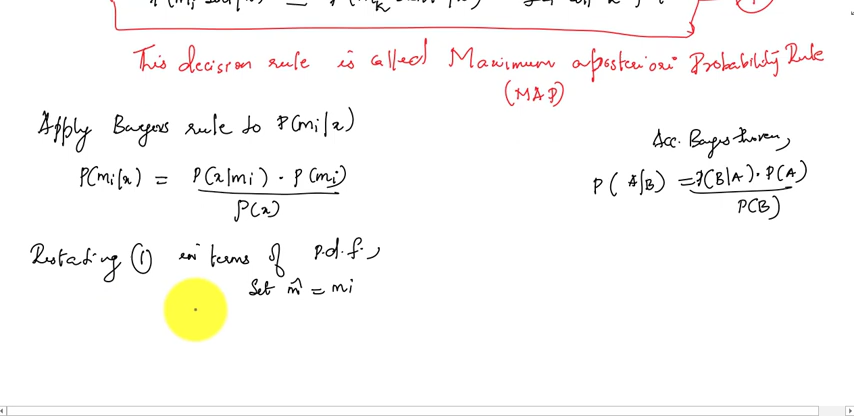 This decision rule is called Maximum aposteriori Probability Rule
(MAP)
Apply Bayes rule to P(mi|x)
P(mi|x) = P(x|mi) . P(mi) / P(x)
Acc. Bayes theorem,
P(A|B) = P(B|A) . P(A) / P(B)
Restating ① in terms of p.d.f.,
Set m̂ = mi